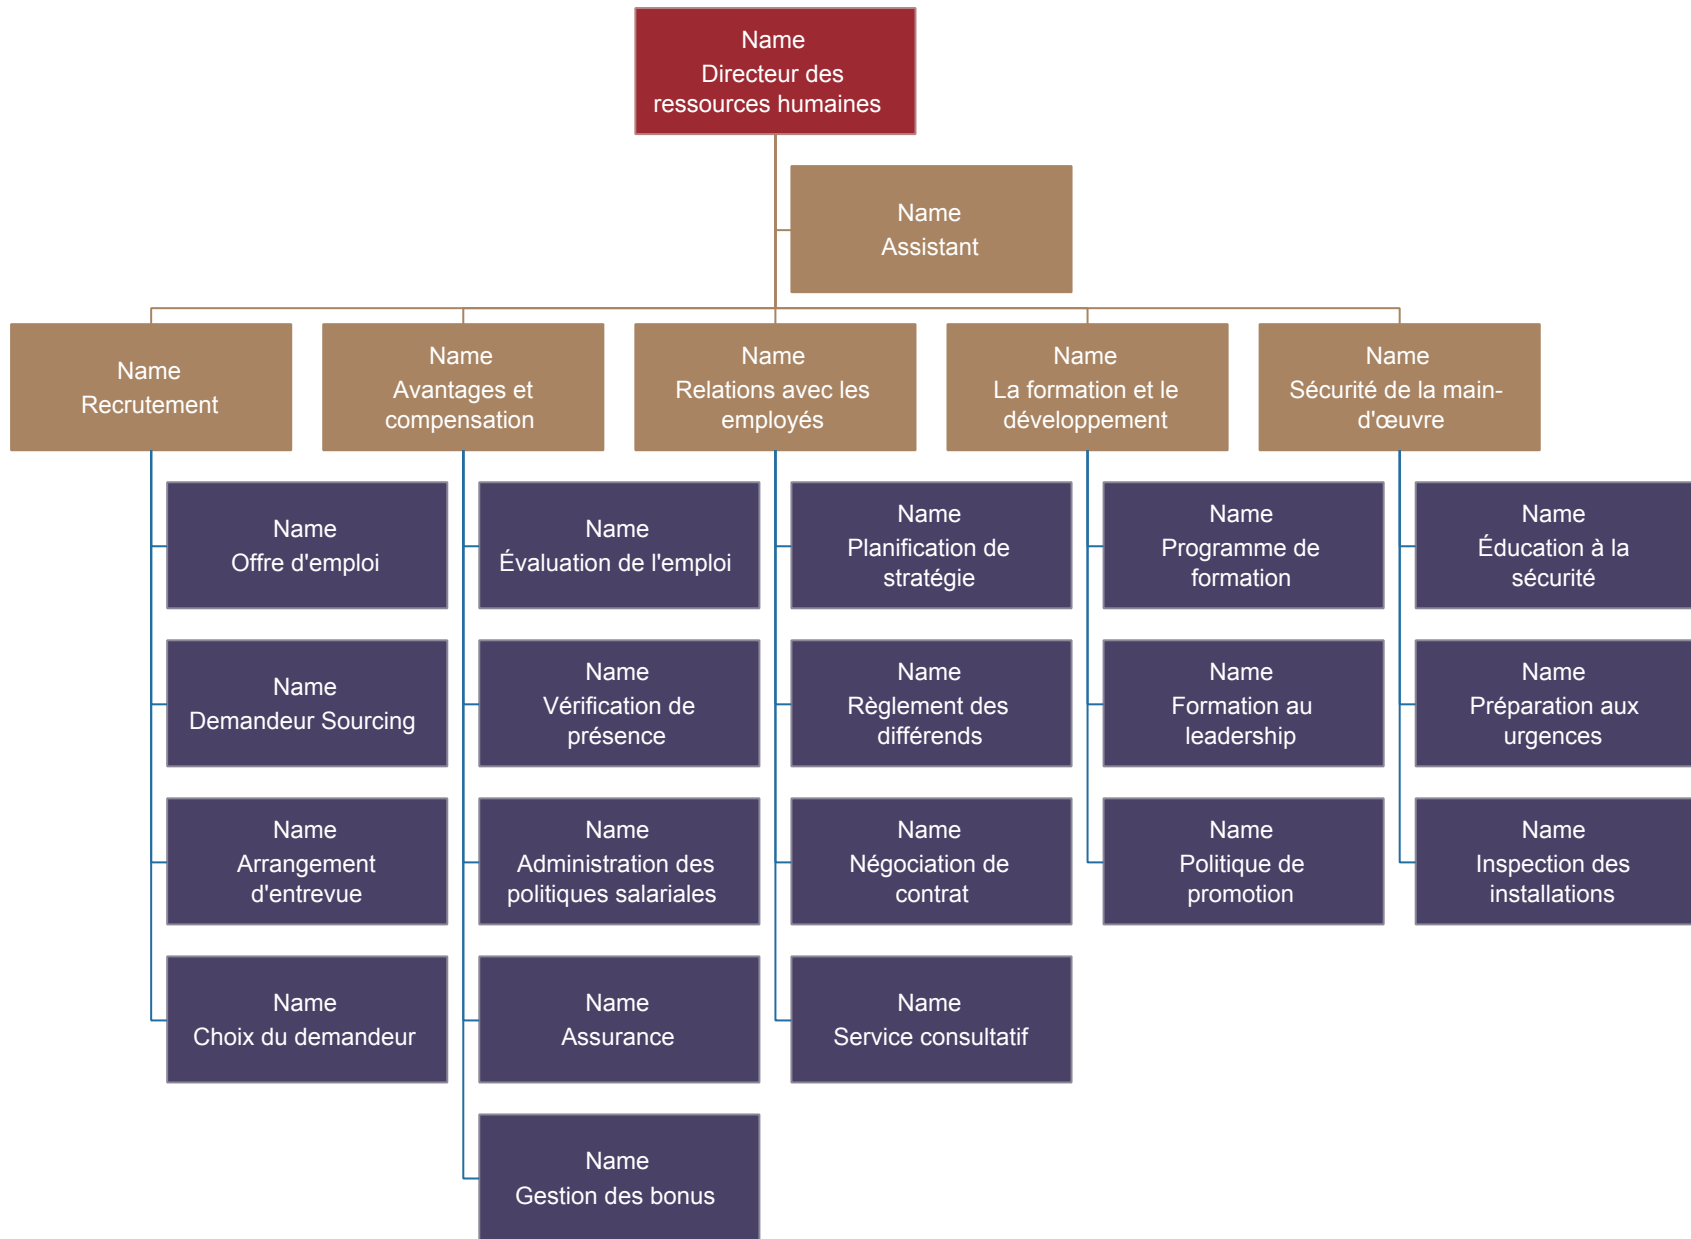 Name
Directeur des
ressources humaines
Name
Assistant
Name
Recrutement
Name
Avantages et
compensation
Name
Relations avec les
employés
Name
La formation et le
développement
Name
Sécurité de la main-
d'œuvre
Name
Offre d'emploi
Name
Évaluation de l'emploi
Name
Planification de
stratégie
Name
Programme de
formation
Name
Éducation à la
sécurité
Name
Demandeur Sourcing
Name
Vérification de
présence
Name
Règlement des
différends
Name
Formation au
leadership
Name
Préparation aux
urgences
Name
Arrangement
d'entrevue
Name
Administration des
politiques salariales
Name
Négociation de
contrat
Name
Politique de
promotion
Name
Inspection des
installations
Name
Choix du demandeur
Name
Assurance
Name
Service consultatif
Name
Gestion des bonus